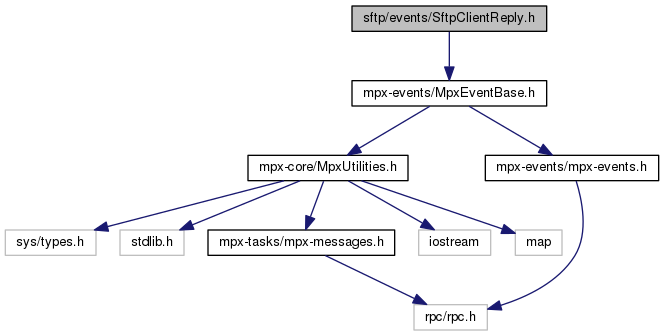 sftp/events/SftpClientReply.h
mpx-events/MpxEventBase.h
mpx-core/MpxUtilities.h
mpx-events/mpx-events.h
sys/types.h
stdlib.h
mpx-tasks/mpx-messages.h
iostream
map
rpc/rpc.h